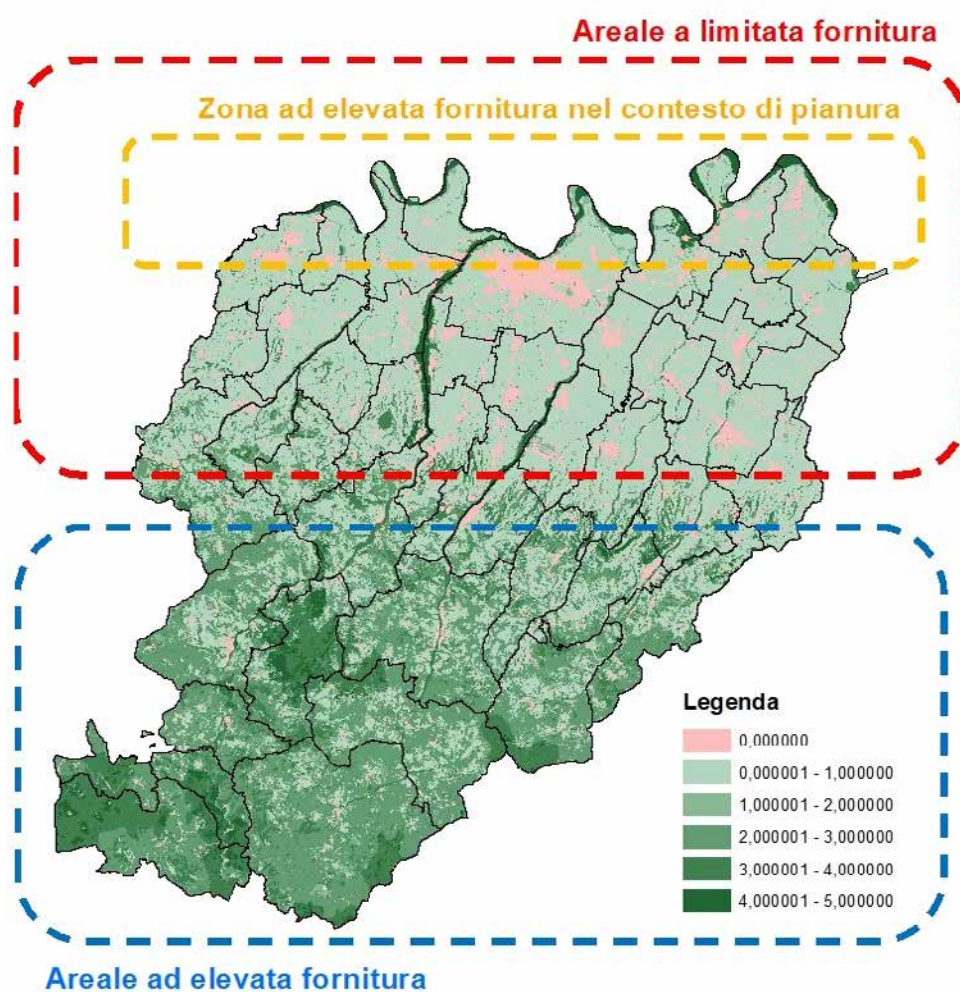 Areale a limitata fornitura
Zona ad elevata fornitura nel contesto di pianura
Legenda
0,000000
0,000001 - 1,000000
1,000001 - 2,000000
2,000001 - 3,000000
3,000001 - 4,000000
4,000001 - 5,000000
Areale ad elevata fornitura